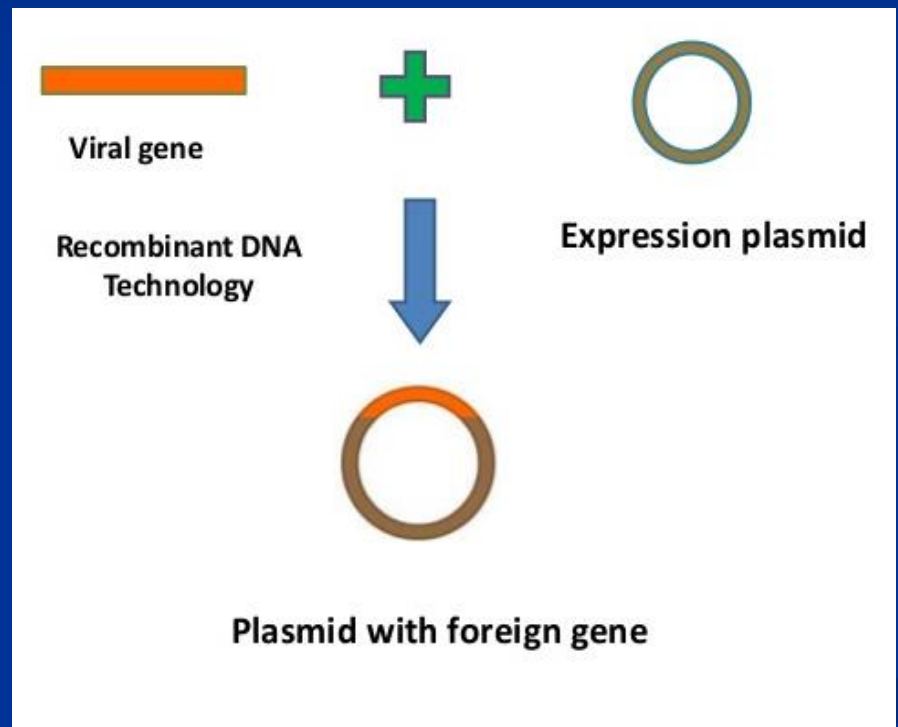 Viral gene
Expression plasmid
Recombinant DNA
Technology
Plasmid with foreign gene